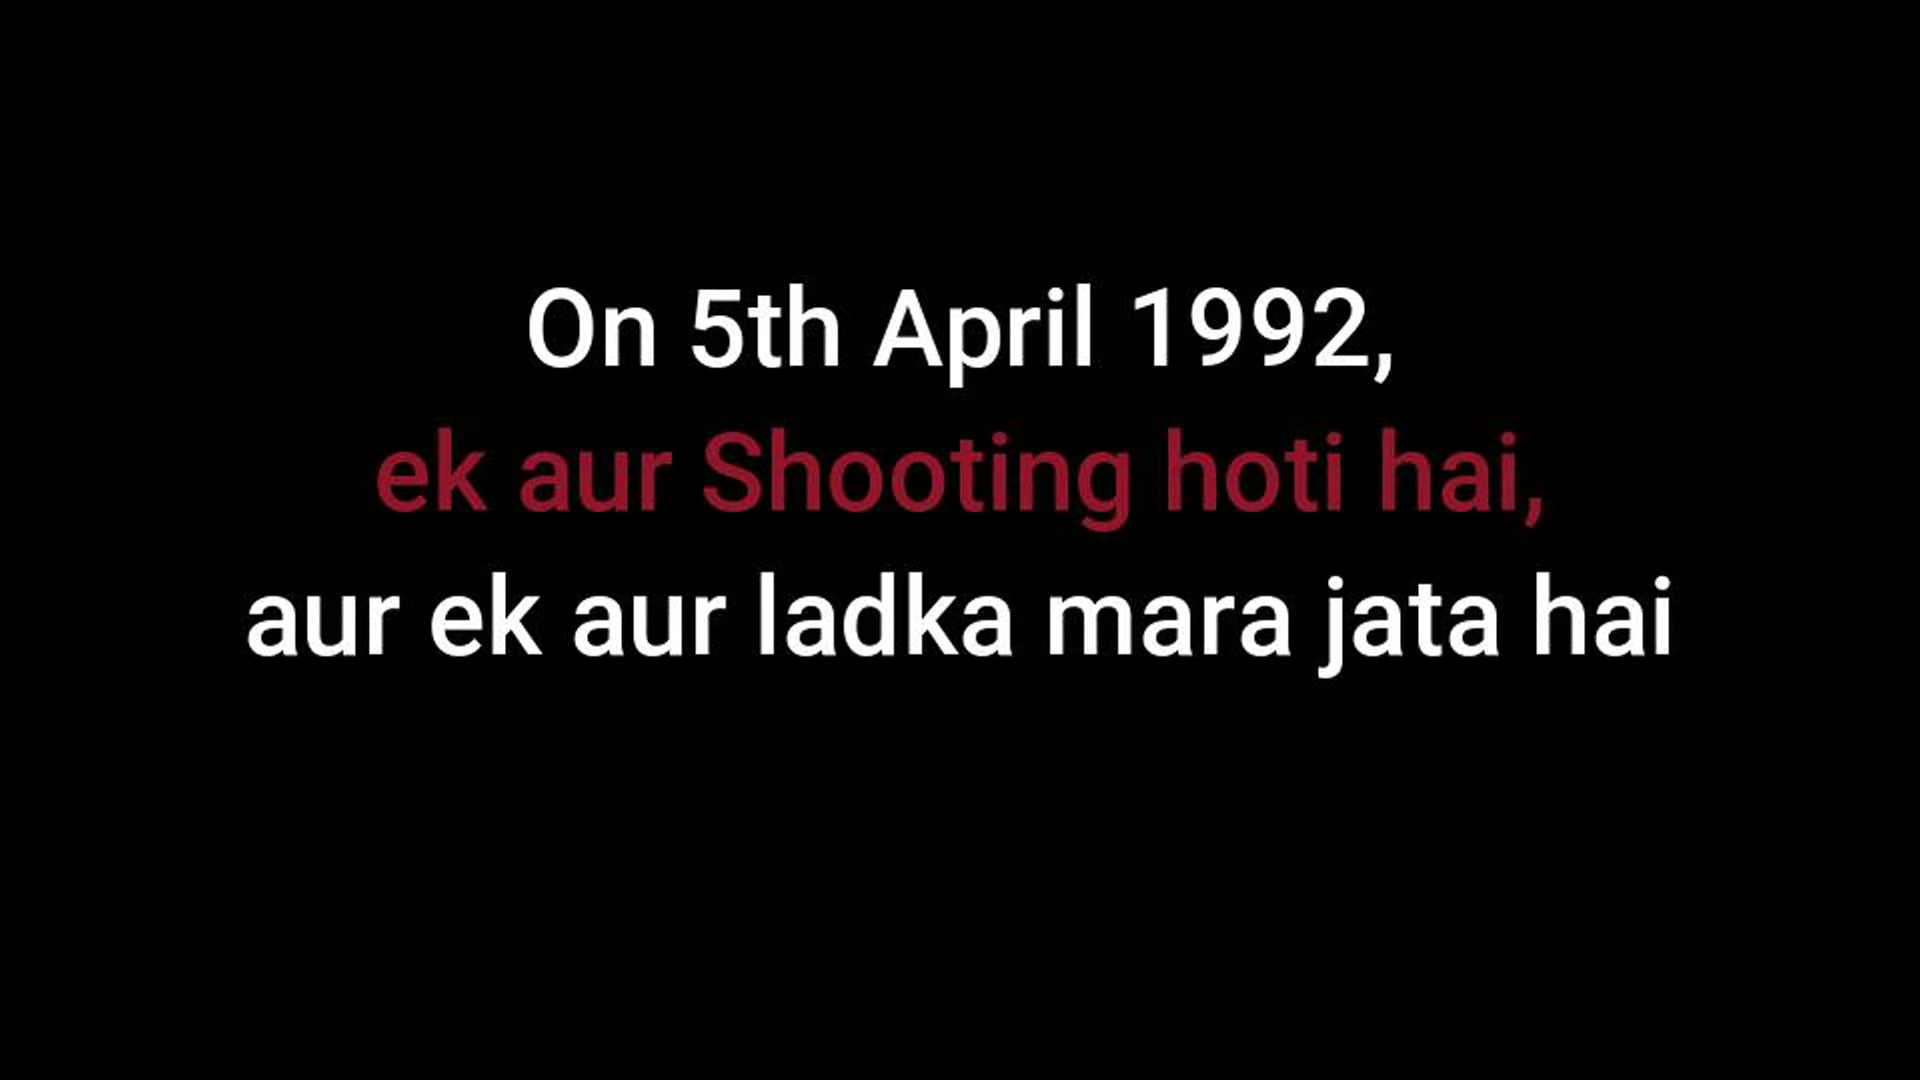 On 5th April 1992,
ek aur Shooting hoti hai,
aur ek aur ladka mara jata hai